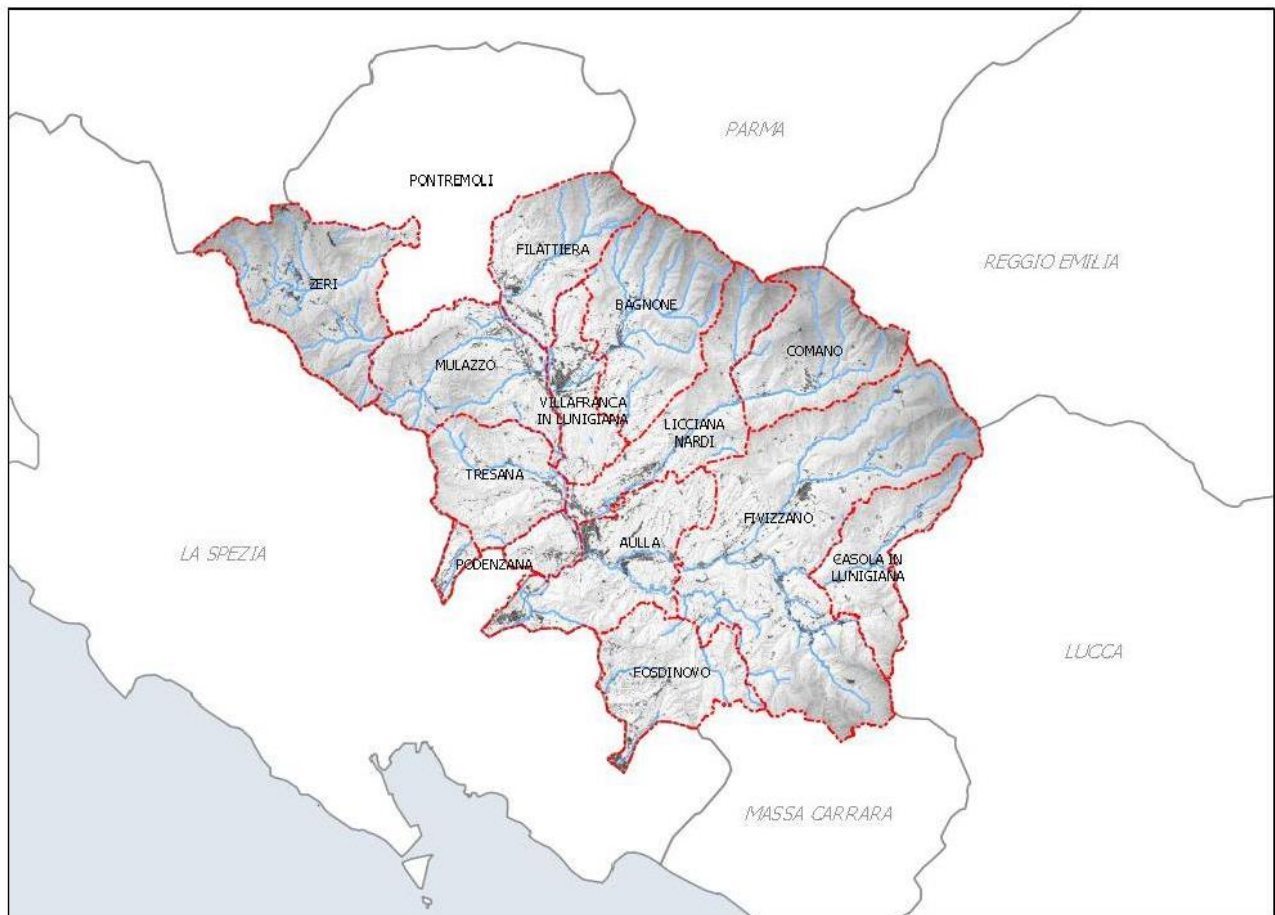 PARMA
PONTREMOLI
FILATTIERA
REGGIO EMILIA
ZERI
BAGNONE
COMANO
MULAZZO
VILLAFRANCA
IN LUNIGIANA
LICCIANA
NARDI
TRESANA
FIVIZZANO
AULLA
LA SPEZIA
PODENZANA
CASOLA IN
LUNIGIANA
FOSDINOVO
LUCCA
MASSA CARRARA